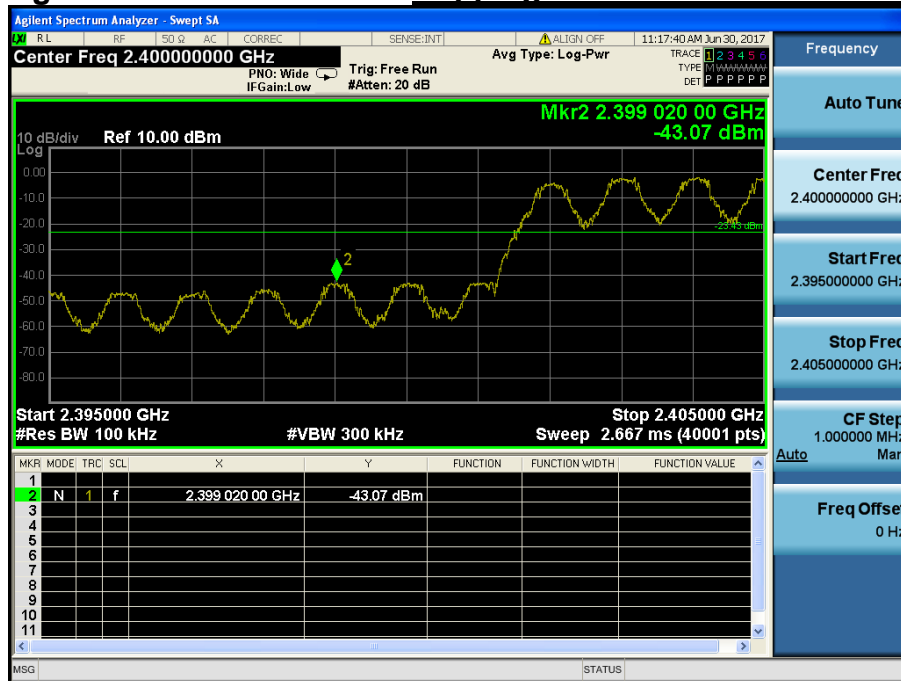 Agilent Spectrum Analyzer - Swept SA
LXI RL RF 50 Ω AC CORREC SENSE:INT ALIGN OFF 11:17:40 AM Jun 30, 2017
Center Freq 2.400000000 GHz
PNO: Wide
IFGain:Low
Trig: Free Run
#Atten: 20 dB
Avg Type: Log-Pwr
TRACE 1 2 3 4 5 6
TYPE M W W W W W
DET P P P P P P
Mkr2 2.399 020 00 GHz
-43.07 dBm
10 dB/div Ref 10.00 dBm
Log
0.00
-10.0
-20.0
-23.43 dBm
-30.0
2
-40.0
-50.0
-60.0
-70.0
-80.0
Start 2.395000 GHz Stop 2.405000 GHz
#Res BW 100 kHz #VBW 300 kHz Sweep 2.667 ms (40001 pts)
MKR MODE TRC SCL X Y FUNCTION FUNCTION WIDTH FUNCTION VALUE
1
2 N 1 f 2.399 020 00 GHz -43.07 dBm
3
4
5
6
7
8
9
10
11
MSG STATUS
Frequency
Auto Tune
Center Freq
2.400000000 GHz
Start Freq
2.395000000 GHz
Stop Freq
2.405000000 GHz
CF Step
1.000000 MHz
Auto Man
Freq Offset
0 Hz